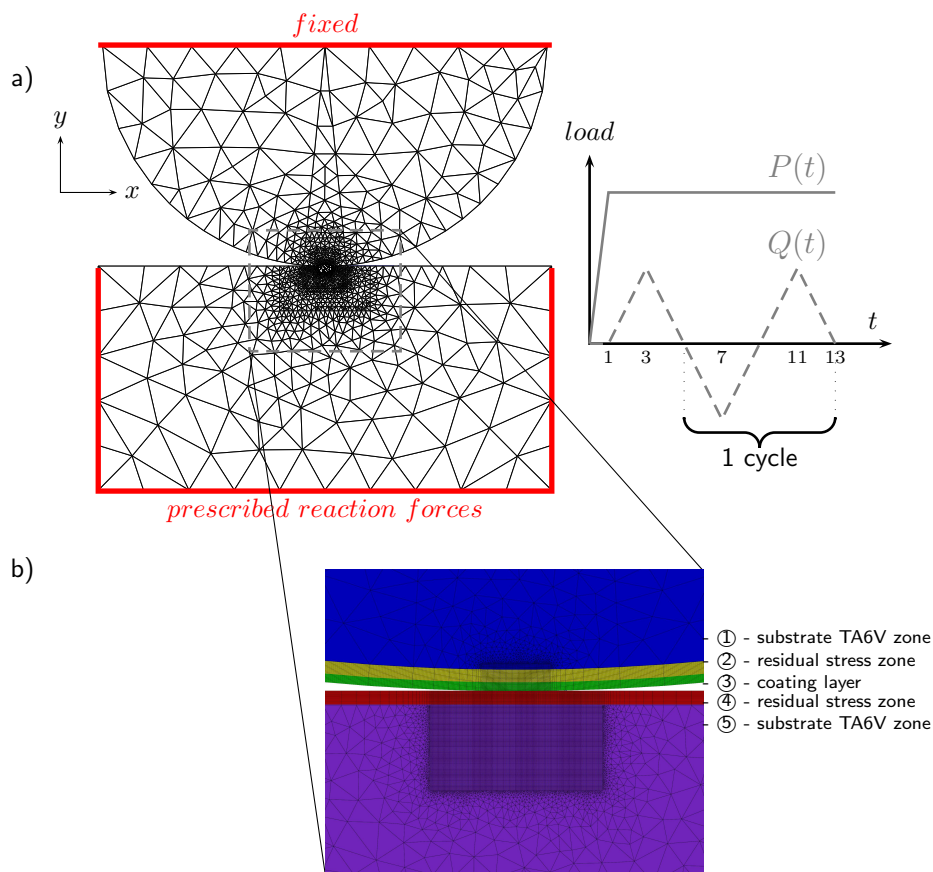 fixed
a)
y
x
load
P(t)
Q(t)
t
1 3 7 11 13
1 cycle
prescribed reaction forces
b)
① - substrate TA6V zone
② - residual stress zone
③ - coating layer
④ - residual stress zone
⑤ - substrate TA6V zone